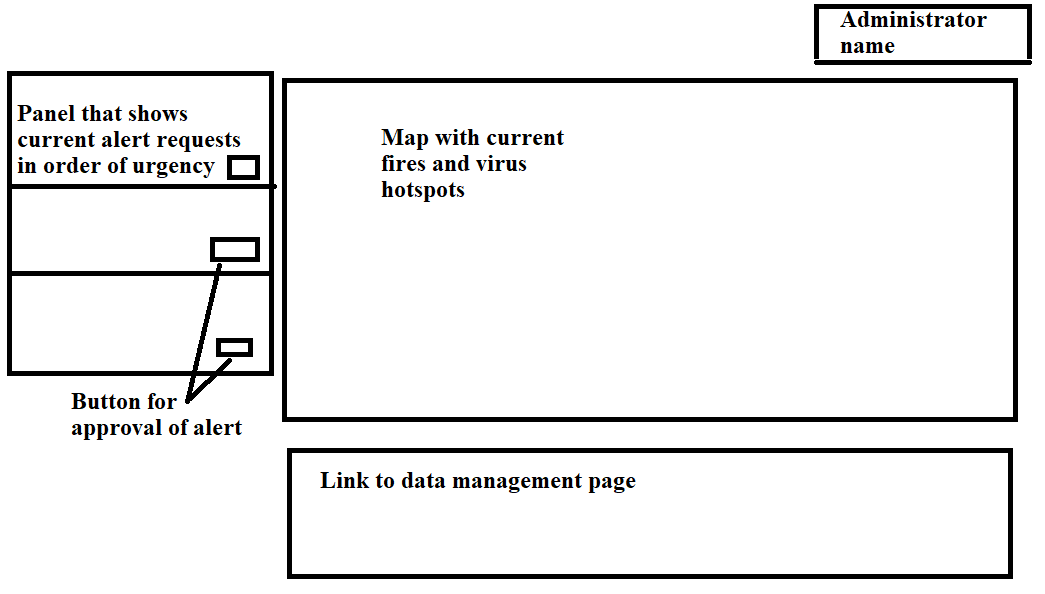 Administrator
name
Panel that shows
current alert requests
in order of urgency
Map with current
fires and virus
hotspots
Button for
approval of alert
Link to data management page